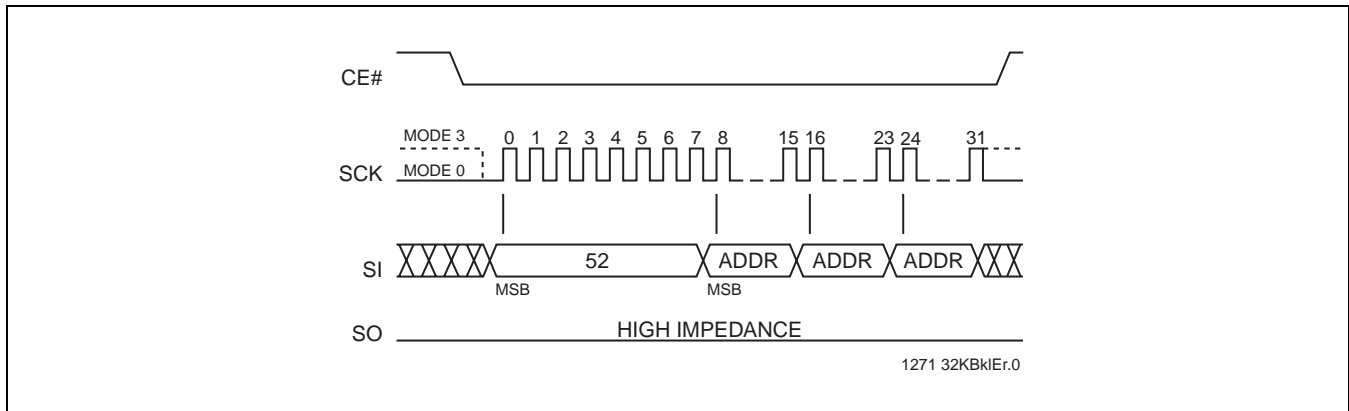 CE#
MODE 3
0 1 2 3 4 5 6 7 8 15 16 23 24 31
SCK MODE 0
SI 52 ADDR ADDR ADDR
MSB MSB
SO HIGH IMPEDANCE
1271 32KBklEr.0